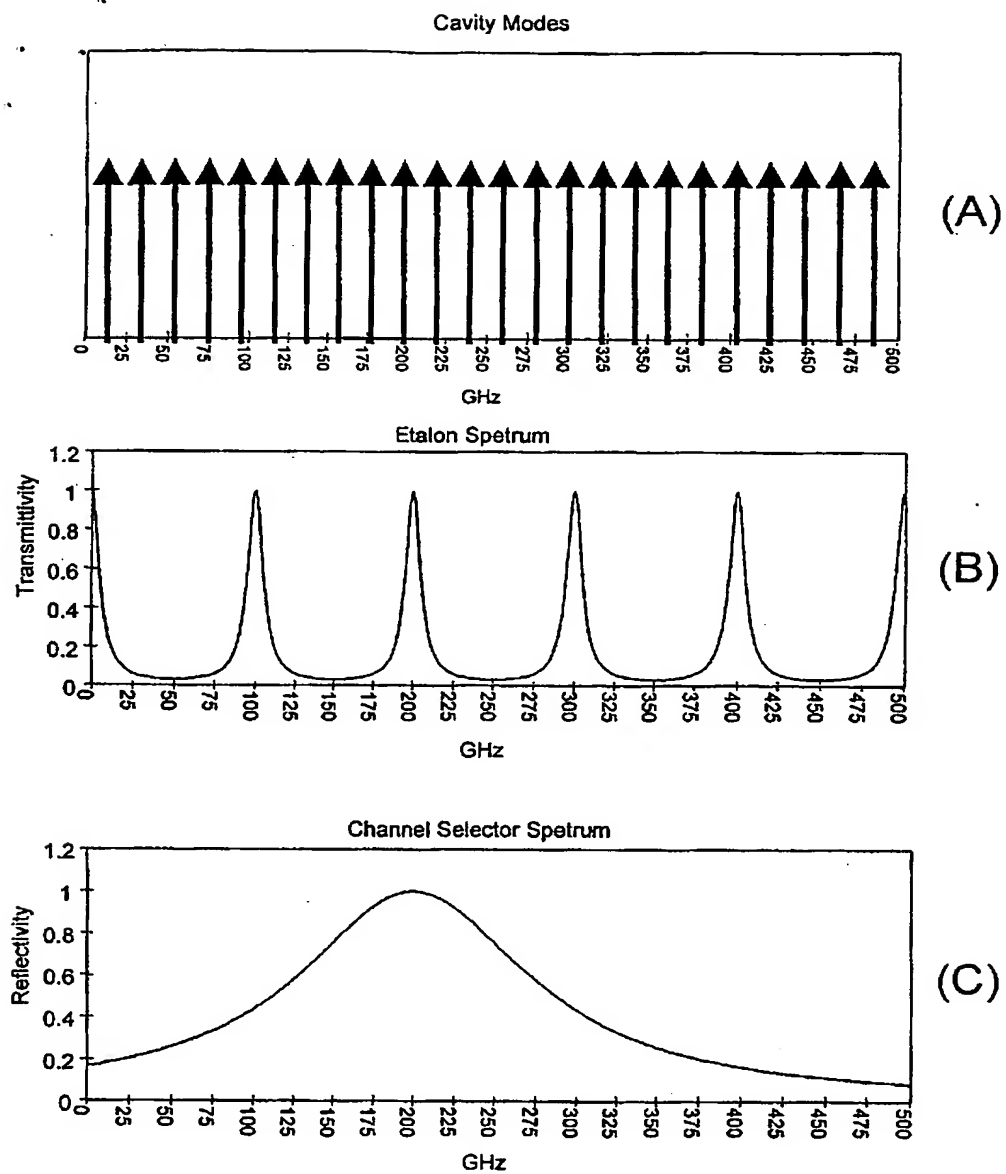 Cavity Modes
(A)
25 50 75 100 125 150 175 200 225 250 275 300 325 350 375 400 425 450 475 500
GHz
Etalon Spetrum
1.2
1
0.8
0.6
0.4
0.2
0
Transmittivity
(B)
0 25 50 75 100 125 150 175 200 225 250 275 300 325 350 375 400 425 450 475 500
GHz
Channel Selector Spetrum
1.2
1
0.8
0.6
0.4
0.2
0
Reflectivity
(C)
0 25 50 75 100 125 150 175 200 225 250 275 300 325 350 375 400 425 450 475 500
GHz